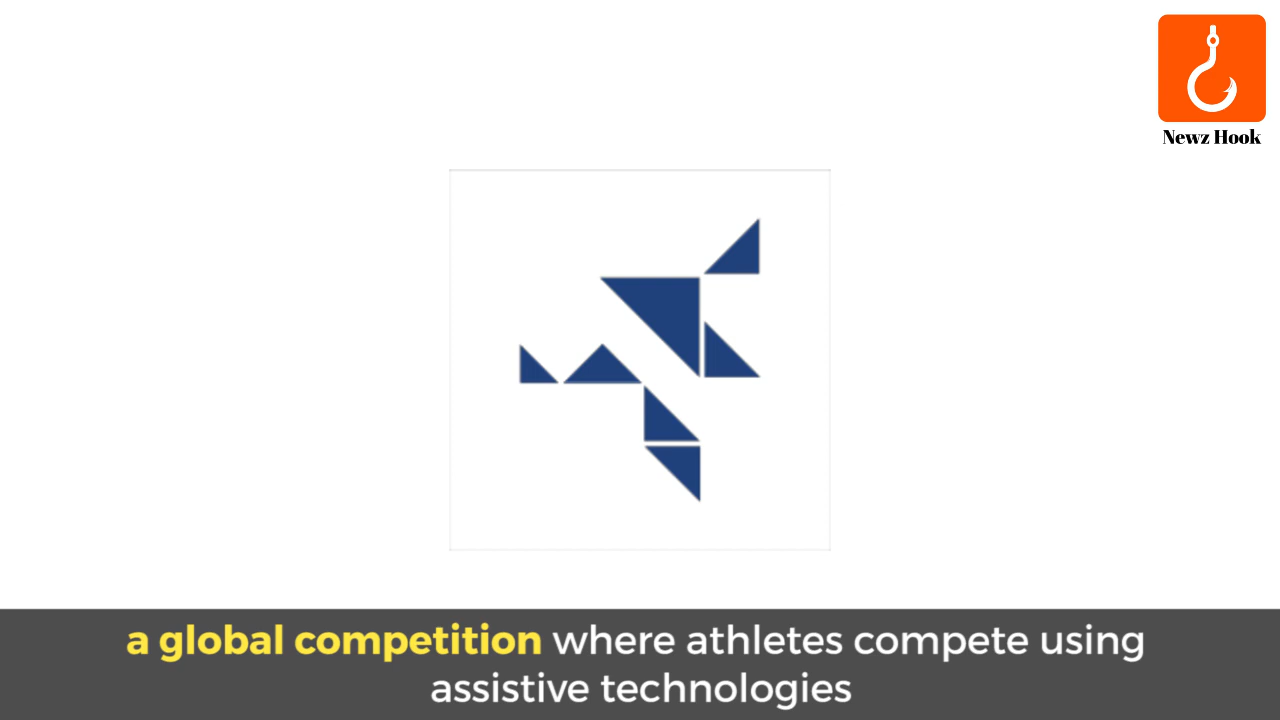 Newz Hook
a global competition where athletes compete using
assistive technologies